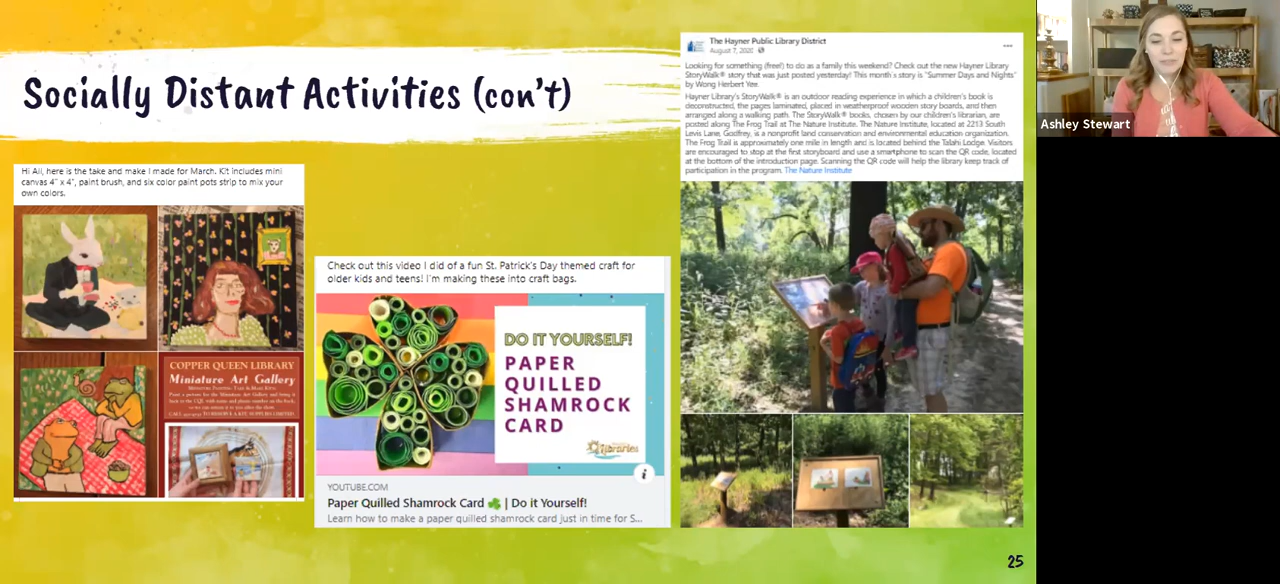 Socially Distant Activities (con't)
Hi All, here is the take and make I made for March. Kit includes mini
canvas 4" x 4", paint brush, and six color paint pots strip to mix your
own colors.
COPPER QUEEN LIBRARY
Miniature Art Gallery
Check out this video I did of a fun St. Patrick's Day themed craft for
older kids and teens! I'm making these into craft bags.
DO IT YOURSELF!
PAPER
QUILLED
SHAMROCK
CARD
libraries
i
YOUTUBE.COM
Paper Quilled Shamrock Card ☘ | Do it Yourself!
Learn how to make a paper quilled shamrock card just in time for S...
The Hayner Public Library District
August 7, 2020
Looking for something (free!) to do as a family this weekend? Check out the new Hayner Library
StoryWalk® story that was just posted yesterday! This month's story is "Summer Days and Nights"
by Wong Herbert Yee.
Hayner Library's StoryWalk® is an outdoor reading experience in which a children's book is
deconstructed, the pages laminated, placed in weatherproof wooden story boards, and then
arranged along a walking path. The StoryWalk® books, chosen by our children's librarian, are
posted along The Frog Trail at The Nature Institute. The Nature Institute, located at 2213 South
Levis Lane, Godfrey, is a nonprofit land conservation and environmental education organization.
The Frog Trail is approximately one mile in length and is located behind the Talahi Lodge. Visitors
are encouraged to stop at the first storyboard and use a smartphone to scan the QR code, located
at the bottom of the introduction page. Scanning the QR code will help the library keep track of
participation in the program. The Nature Institute
25
Ashley Stewart